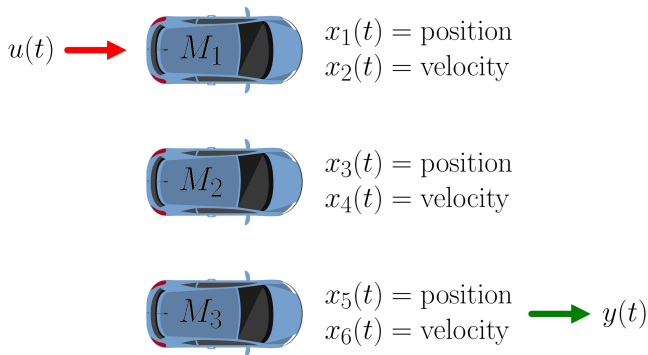 u(t) M₁ x₁(t) = position
x₂(t) = velocity
M₂ x₃(t) = position
x₄(t) = velocity
M₃ x₅(t) = position y(t)
x₆(t) = velocity